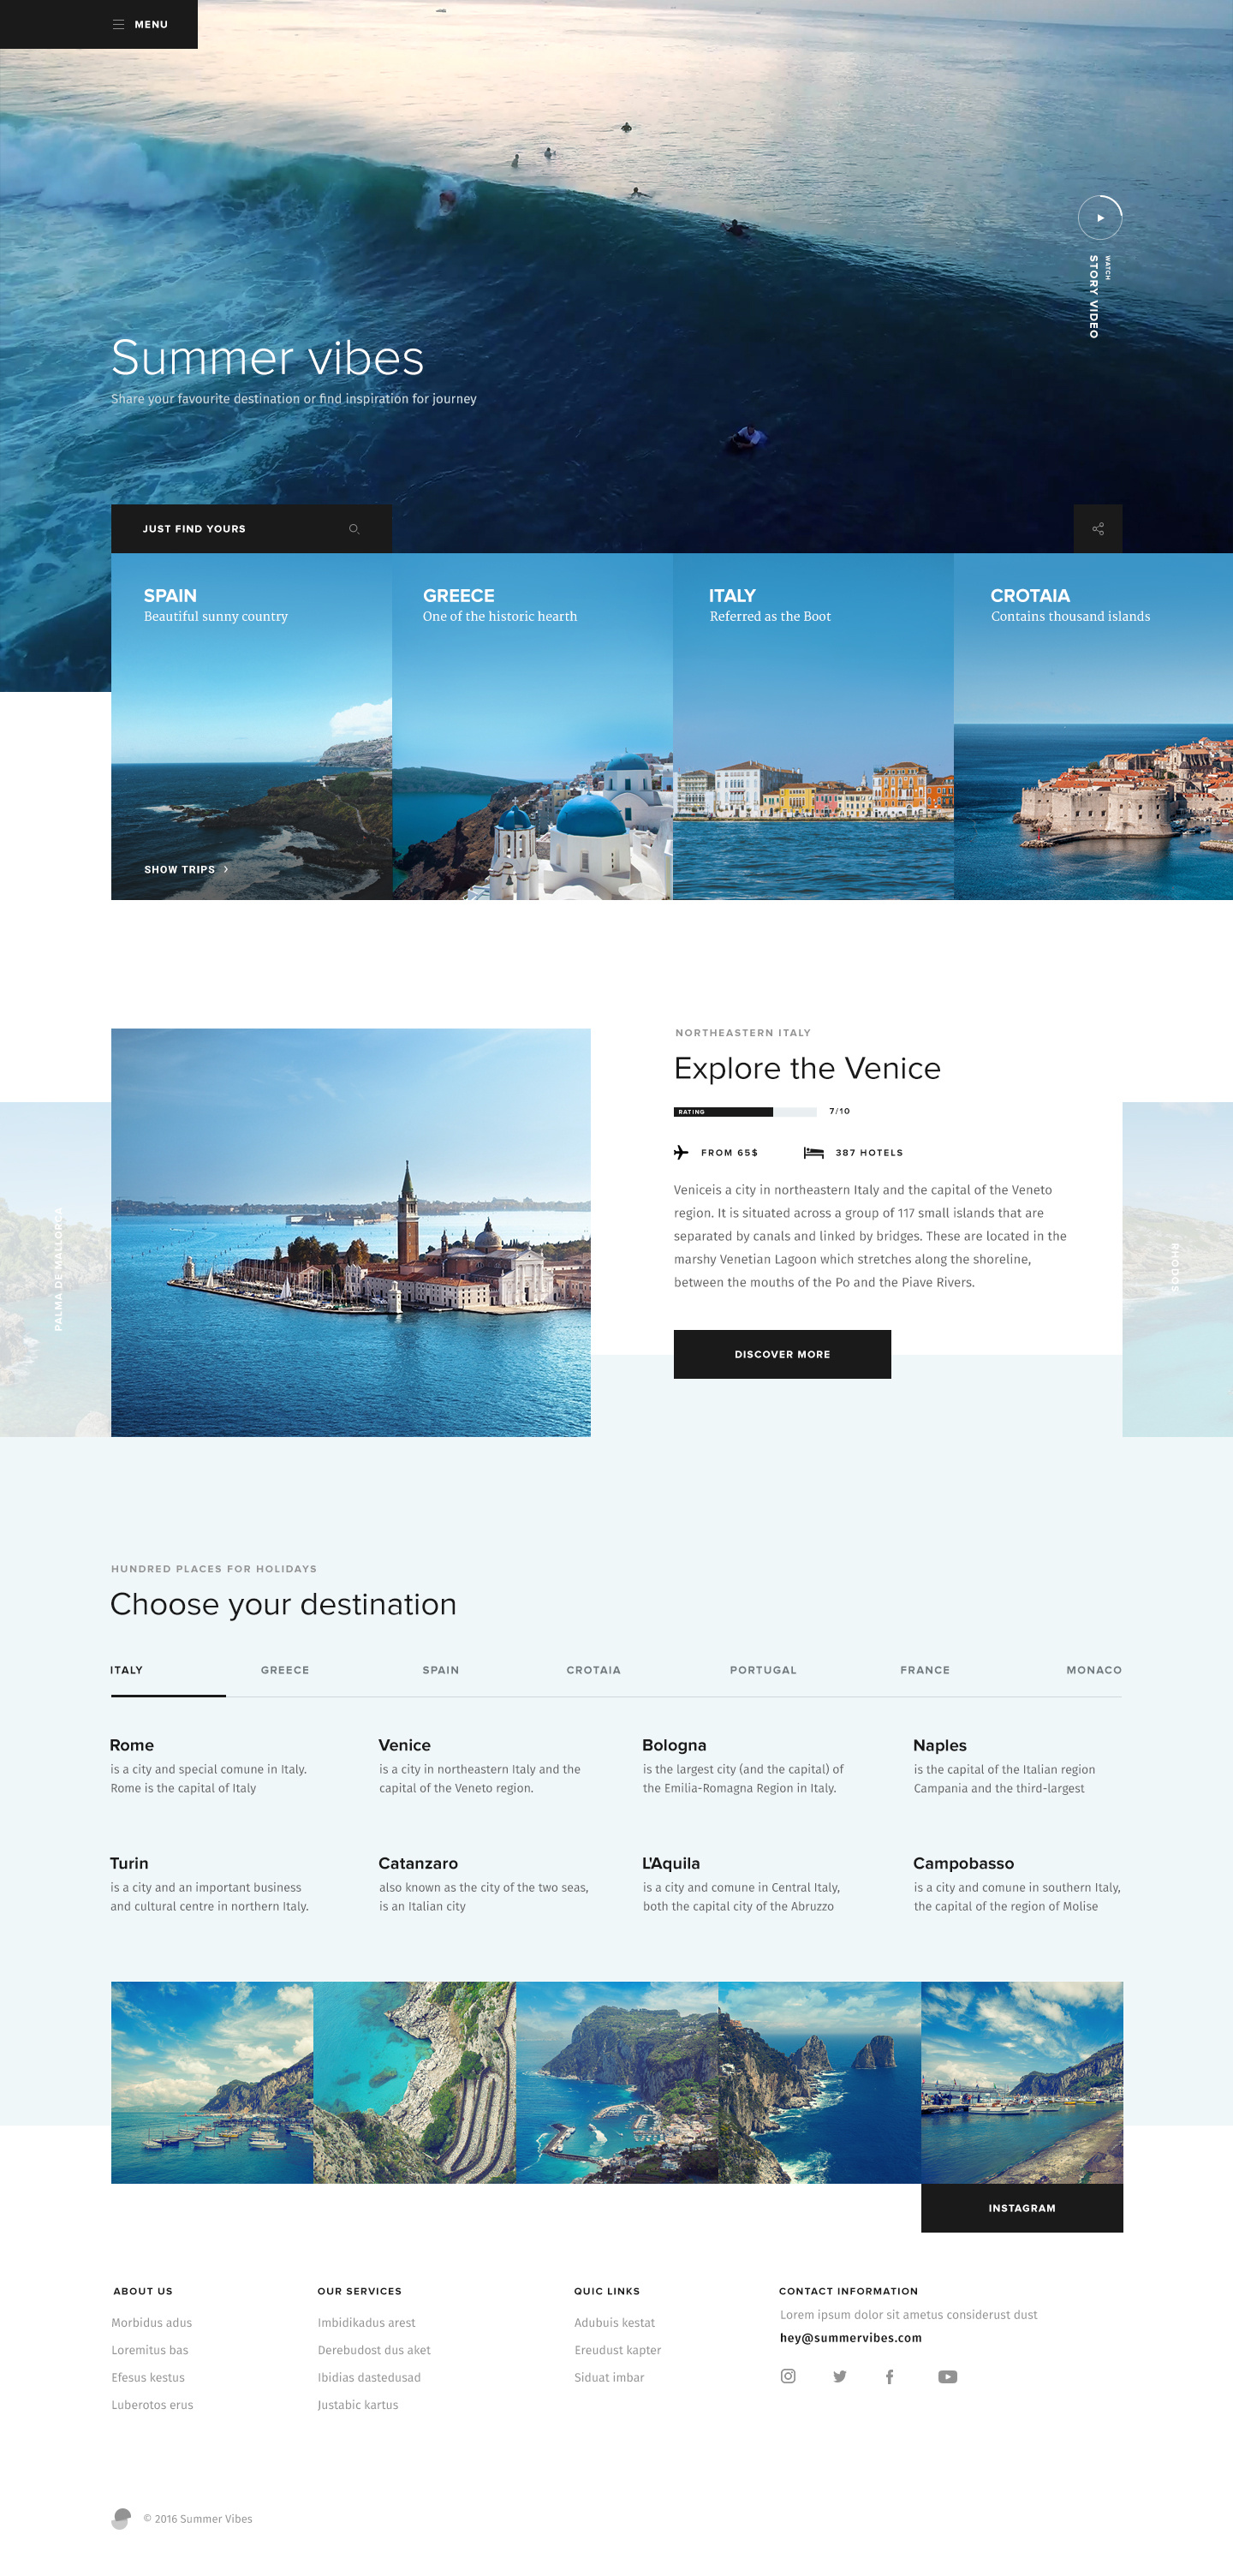 MENU
WATCH
STORY VIDEO
Summer vibes
Share your favourite destination or find inspiration for journey
JUST FIND YOURS
SPAIN
Beautiful sunny country
SHOW TRIPS
GREECE
One of the historic hearth
ITALY
Referred as the Boot
CROTAIA
Contains thousand islands
PALMA DE MALLORCA
NORTHEASTERN ITALY
Explore the Venice
RATING
7/10
FROM 65$
387 HOTELS
Veniceis a city in northeastern Italy and the capital of the Veneto
region. It is situated across a group of 117 small islands that are
separated by canals and linked by bridges. These are located in the
marshy Venetian Lagoon which stretches along the shoreline,
between the mouths of the Po and the Piave Rivers.
DISCOVER MORE
RHODOS
HUNDRED PLACES FOR HOLIDAYS
Choose your destination
ITALY
GREECE
SPAIN
CROTAIA
PORTUGAL
FRANCE
MONACO
Rome
is a city and special comune in Italy.
Rome is the capital of Italy
Venice
is a city in northeastern Italy and the
capital of the Veneto region.
Bologna
is the largest city (and the capital) of
the Emilia-Romagna Region in Italy.
Naples
is the capital of the Italian region
Campania and the third-largest
Turin
is a city and an important business
and cultural centre in northern Italy.
Catanzaro
also known as the city of the two seas,
is an Italian city
L'Aquila
is a city and comune in Central Italy,
both the capital city of the Abruzzo
Campobasso
is a city and comune in southern Italy,
the capital of the region of Molise
INSTAGRAM
ABOUT US
Morbidus adus
Loremitus bas
Efesus kestus
Luberotos erus
OUR SERVICES
Imbidikadus arest
Derebudost dus aket
Ibidias dastedusad
Justabic kartus
QUIC LINKS
Adubuis kestat
Ereudust kapter
Siduat imbar
CONTACT INFORMATION
Lorem ipsum dolor sit ametus considerust dust
hey@summervibes.com
© 2016 Summer Vibes